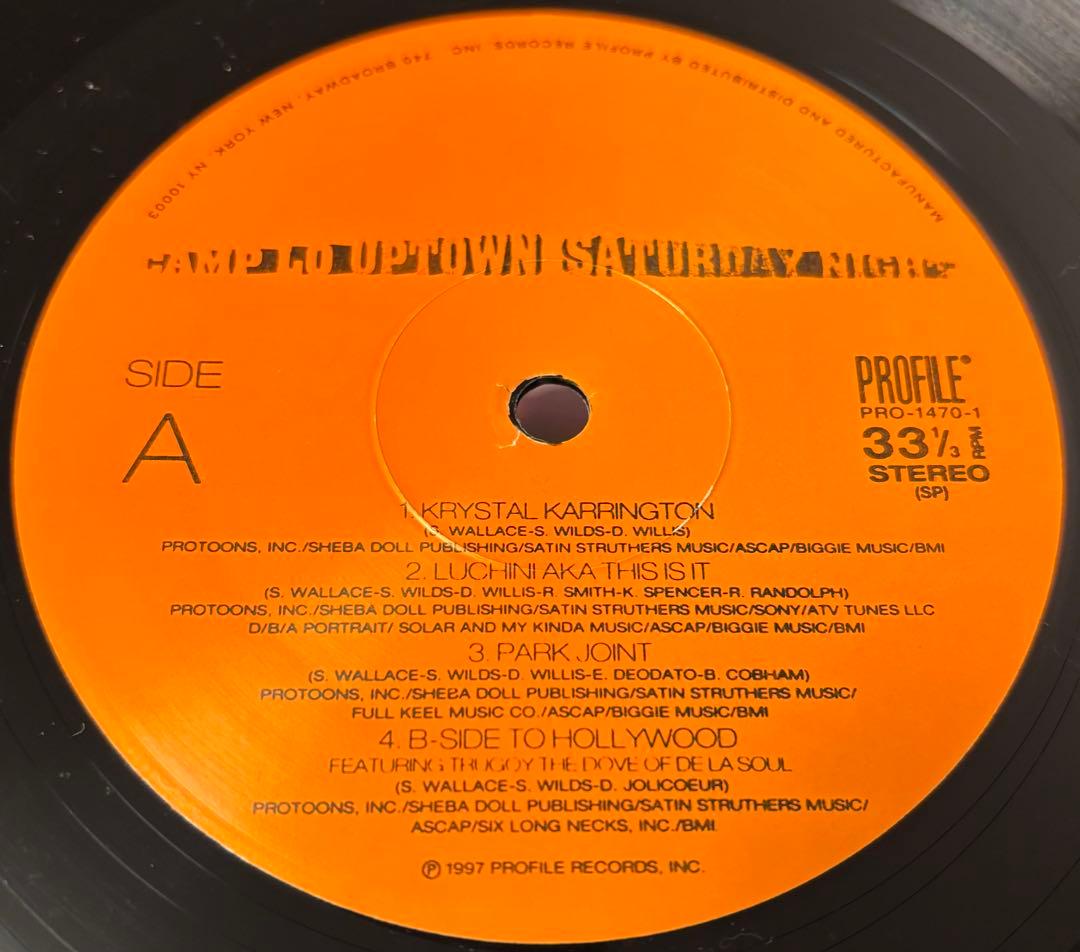 MANUFACTURED AND DISTRIBUTED BY PROFILE RECORDS, INC. 740 BROADWAY, NEW YORK, NY 10003
CAMP LO UPTOWN SATURDAY NIGHT
SIDE
A
PROFILE®
PRO-1470-1
33 1/3 RPM
STEREO
(SP)
1. KRYSTAL KARRINGTON
(S. WALLACE-S. WILDS-D. WILLIS)
PROTOONS, INC./SHEBA DOLL PUBLISHING/SATIN STRUTHERS MUSIC/ASCAP/BIGGIE MUSIC/BMI
2. LUCHINI AKA THIS IS IT
(S. WALLACE-S. WILDS-D. WILLIS-R. SMITH-K. SPENCER-R. RANDOLPH)
PROTOONS, INC./SHEBA DOLL PUBLISHING/SATIN STRUTHERS MUSIC/SONY/ATV TUNES LLC
D/B/A PORTRAIT/ SOLAR AND MY KINDA MUSIC/ASCAP/BIGGIE MUSIC/BMI
3. PARK JOINT
(S. WALLACE-S. WILDS-D. WILLIS-E. DEODATO-B. COBHAM)
PROTOONS, INC./SHEBA DOLL PUBLISHING/SATIN STRUTHERS MUSIC/
FULL KEEL MUSIC CO./ASCAP/BIGGIE MUSIC/BMI
4. B-SIDE TO HOLLYWOOD
FEATURING TRUGOY THE DOVE OF DE LA SOUL
(S. WALLACE-S. WILDS-D. JOLICOEUR)
PROTOONS, INC./SHEBA DOLL PUBLISHING/SATIN STRUTHERS MUSIC/
ASCAP/SIX LONG NECKS, INC./BMI
℗ 1997 PROFILE RECORDS, INC.